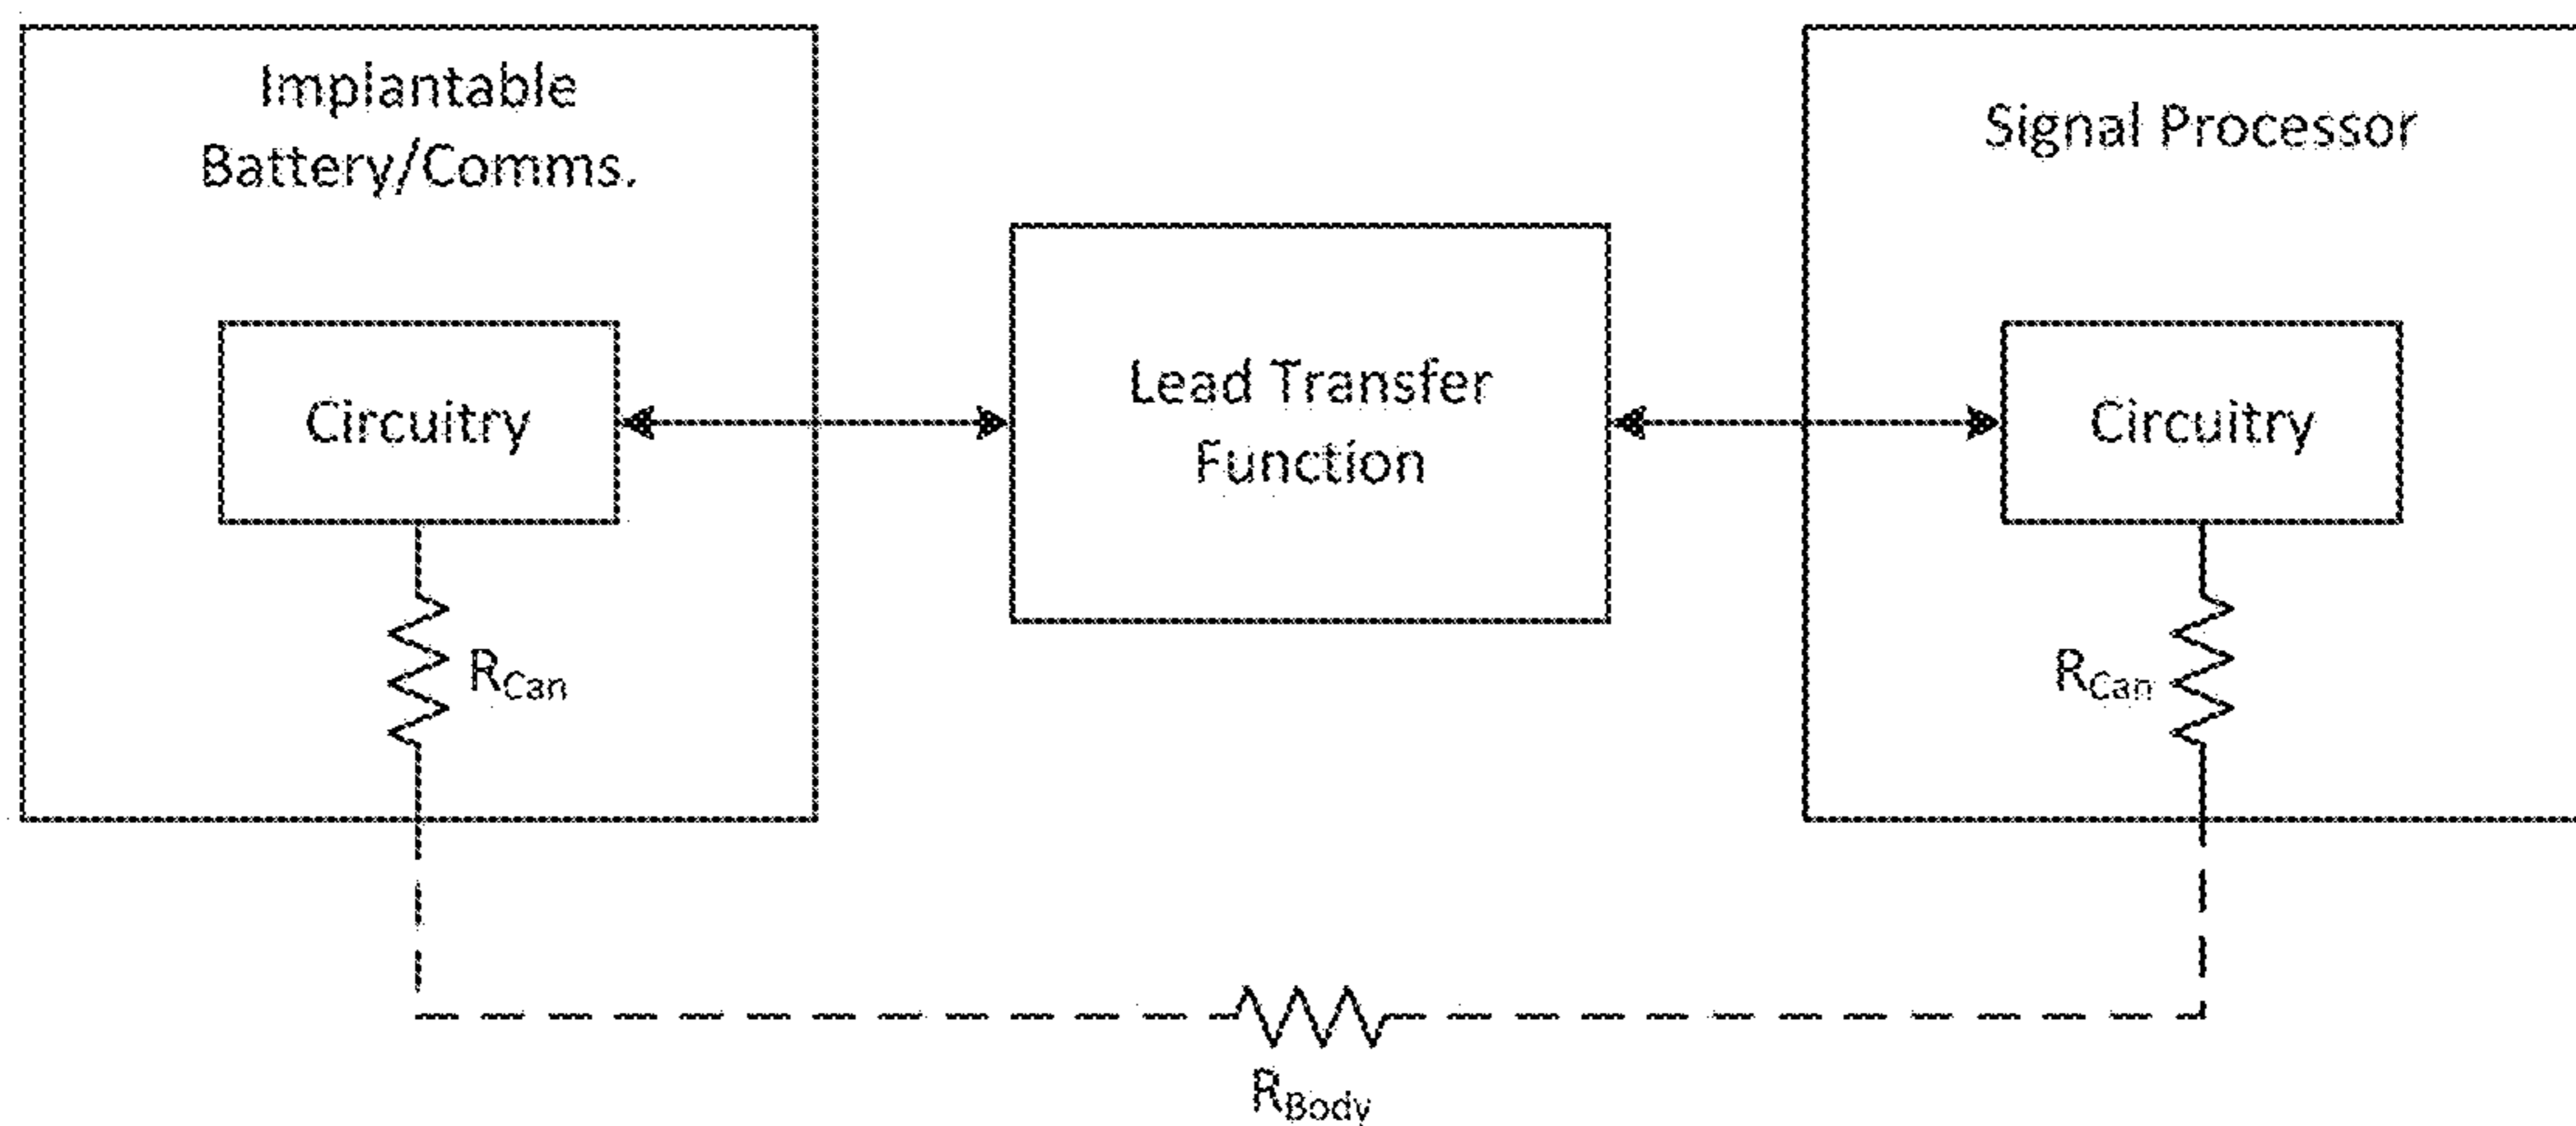 Implantable
Battery/Comms.
Signal Processor
Circuitry
Lead Transfer
Function
Circuitry
RCan
RCan
RBody